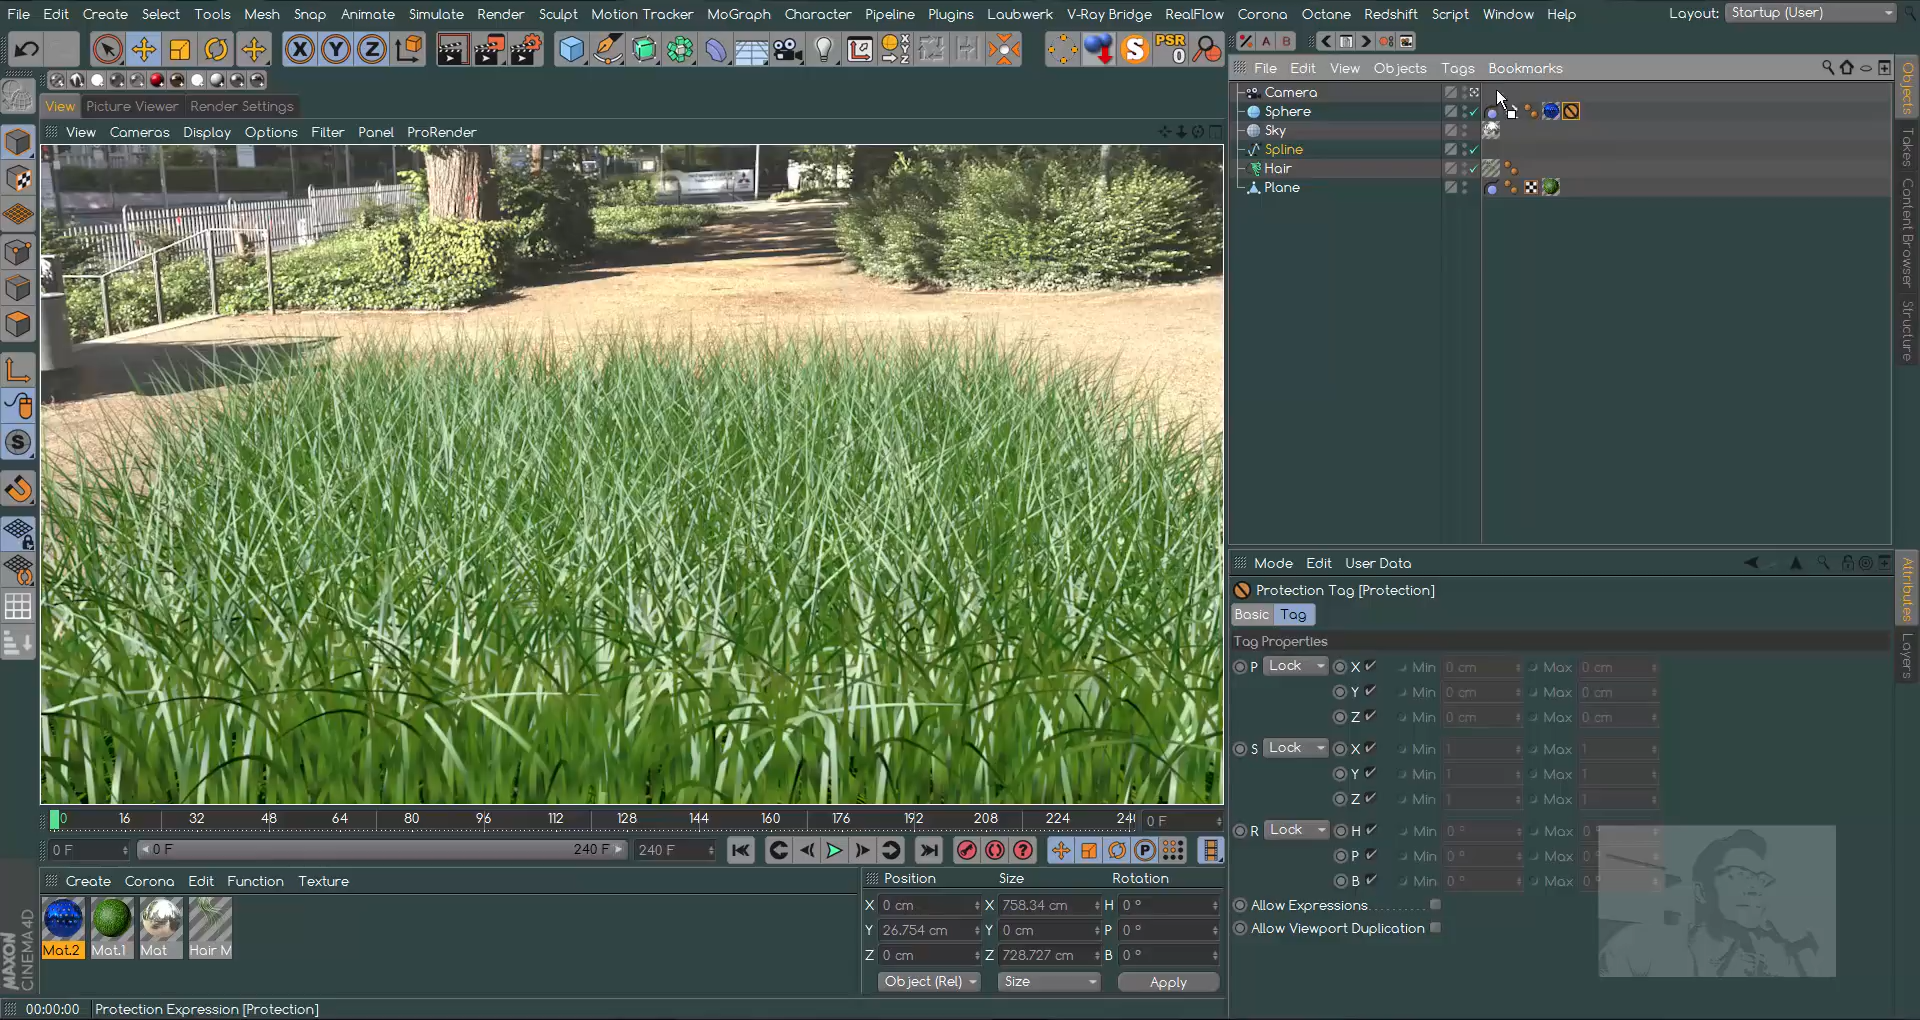 File Edit Create Select Tools Mesh Snap Animate Simulate Render Sculpt Motion Tracker MoGraph Character Pipeline Plugins Laubwerk V-Ray Bridge RealFlow Corona Octane Redshift Script Window Help Layout: Startup (User)
X Y Z S PSR 0 A B
File Edit View Objects Tags Bookmarks
View Picture Viewer Render Settings
View Cameras Display Options Filter Panel ProRender
Camera
Sphere
Sky
Spline
Hair
Plane
Objects
Takes
Content Browser
Structure
Mode Edit User Data
Protection Tag [Protection]
Basic Tag
Tag Properties
P Lock X Min 0 cm Max 0 cm
Y Min 0 cm Max 0 cm
Z Min 0 cm Max 0 cm
S Lock X Min 1 Max 1
Y Min 1 Max 1
Z Min 1 Max 1
R Lock H Min 0 ° Max 0 °
P Min 0 ° Max 0 °
B Min 0 ° Max 0 °
Allow Expressions
Allow Viewport Duplication
Attributes
Layers
0 16 32 48 64 80 96 112 128 144 160 176 192 208 224 240 F
0 F 0 F 240 F 240 F
Create Corona Edit Function Texture
Mat.2 Mat.1 Mat Hair M
Position Size Rotation
X 0 cm X 758.34 cm H 0 °
Y 26.754 cm Y 0 cm P 0 °
Z 0 cm Z 728.727 cm B 0 °
Object (Rel) Size Apply
MAXON
CINEMA 4D
00:00:00 Protection Expression [Protection]